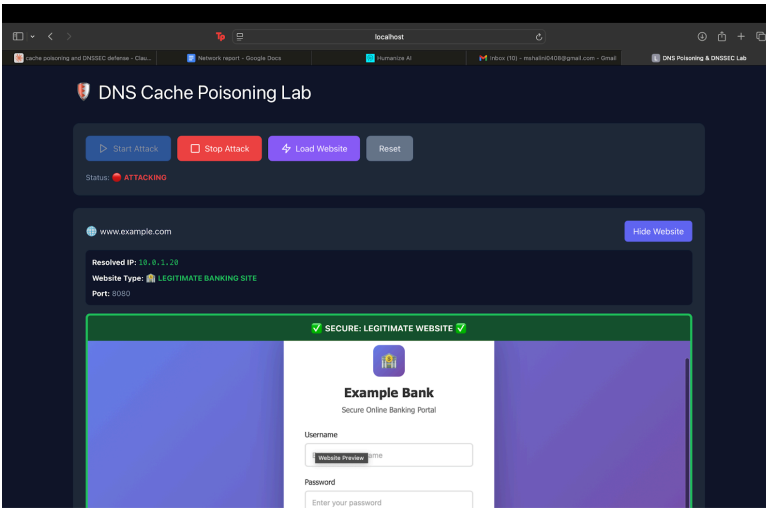 Tp
localhost
cache poisoning and DNSSEC defense - Clau...
Network report - Google Docs
Humanize AI
Inbox (10) - mshalini0408@gmail.com - Gmail
L
DNS Poisoning & DNSSEC Lab
DNS Cache Poisoning Lab
Start Attack
Stop Attack
Load Website
Reset
Status: ATTACKING
www.example.com
Hide Website
Resolved IP: 10.0.1.20
Website Type: LEGITIMATE BANKING SITE
Port: 8080
SECURE: LEGITIMATE WEBSITE
Example Bank
Secure Online Banking Portal
Username
Website Preview
Password
Enter your password